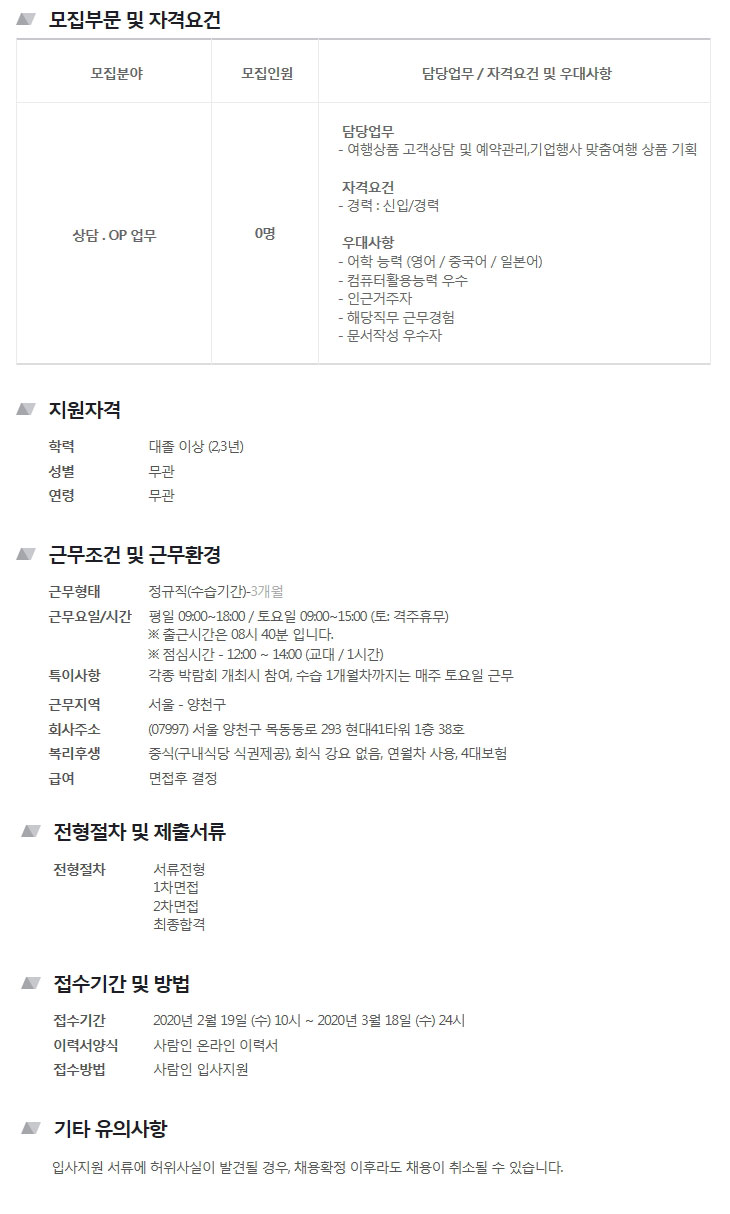 모집부문 및 자격요건
모집분야 모집인원 담당업무 / 자격요건 및 우대사항
상담 . OP 업무
0명
담당업무
- 여행상품 고객상담 및 예약관리,기업행사 맞춤여행 상품 기획
자격요건
- 경력 : 신입/경력
우대사항
- 어학 능력 (영어 / 중국어 / 일본어)
- 컴퓨터활용능력 우수
- 인근거주자
- 해당직무 근무경험
- 문서작성 우수자
지원자격
학력 대졸 이상 (2,3년)
성별 무관
연령 무관
근무조건 및 근무환경
근무형태 정규직(수습기간)-3개월
근무요일/시간 평일 09:00~18:00 / 토요일 09:00~15:00 (토: 격주휴무)
※ 출근시간은 08시 40분 입니다.
※ 점심시간 - 12:00 ~ 14:00 (교대 / 1시간)
특이사항 각종 박람회 개최시 참여, 수습 1개월차까지는 매주 토요일 근무
근무지역 서울 - 양천구
회사주소 (07997) 서울 양천구 목동동로 293 현대41타워 1층 38호
복리후생 중식(구내식당 식권제공), 회식 강요 없음, 연월차 사용, 4대보험
급여 면접후 결정
전형절차 및 제출서류
전형절차 서류전형
1차면접
2차면접
최종합격
접수기간 및 방법
접수기간 2020년 2월 19일 (수) 10시 ~ 2020년 3월 18일 (수) 24시
이력서양식 사람인 온라인 이력서
접수방법 사람인 입사지원
기타 유의사항
입사지원 서류에 허위사실이 발견될 경우, 채용확정 이후라도 채용이 취소될 수 있습니다.